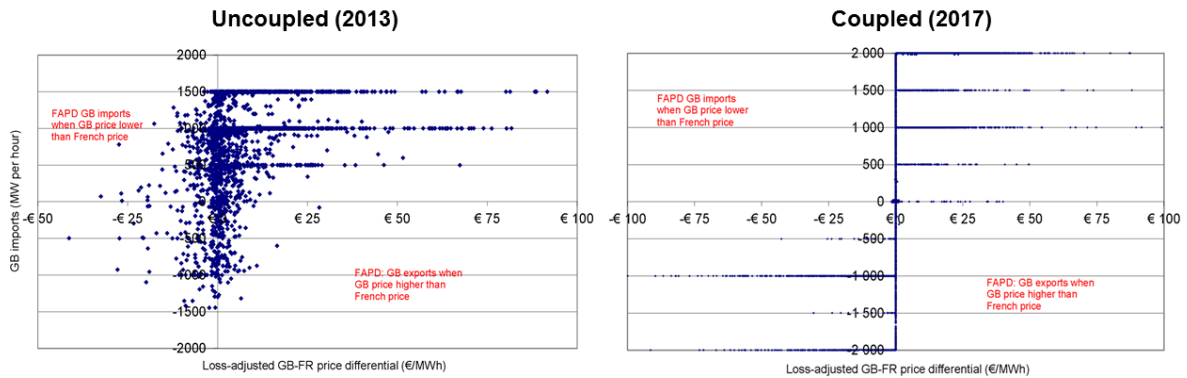 Uncoupled (2013)
GB imports (MW per hour)
2000
1500
1000
500
0
-500
-1000
-1500
-2000
-€ 50
-€ 25
€ 0
€ 25
€ 50
€ 75
€ 100
FAPD GB imports
when GB price lower
than French price
FAPD: GB exports when
GB price higher than
French price
Loss-adjusted GB-FR price differential (€/MWh)
Coupled (2017)
2 000
1 500
1 000
500
0
-500
-1 000
-1 500
-2 000
-€ 100
-€ 75
-€ 50
-€ 25
€ 0
€ 25
€ 50
€ 75
€ 100
FAPD GB imports
when GB price lower
than French price
FAPD: GB exports when
GB price higher than
French price
Loss-adjusted GB-FR price differential (€/MWh)